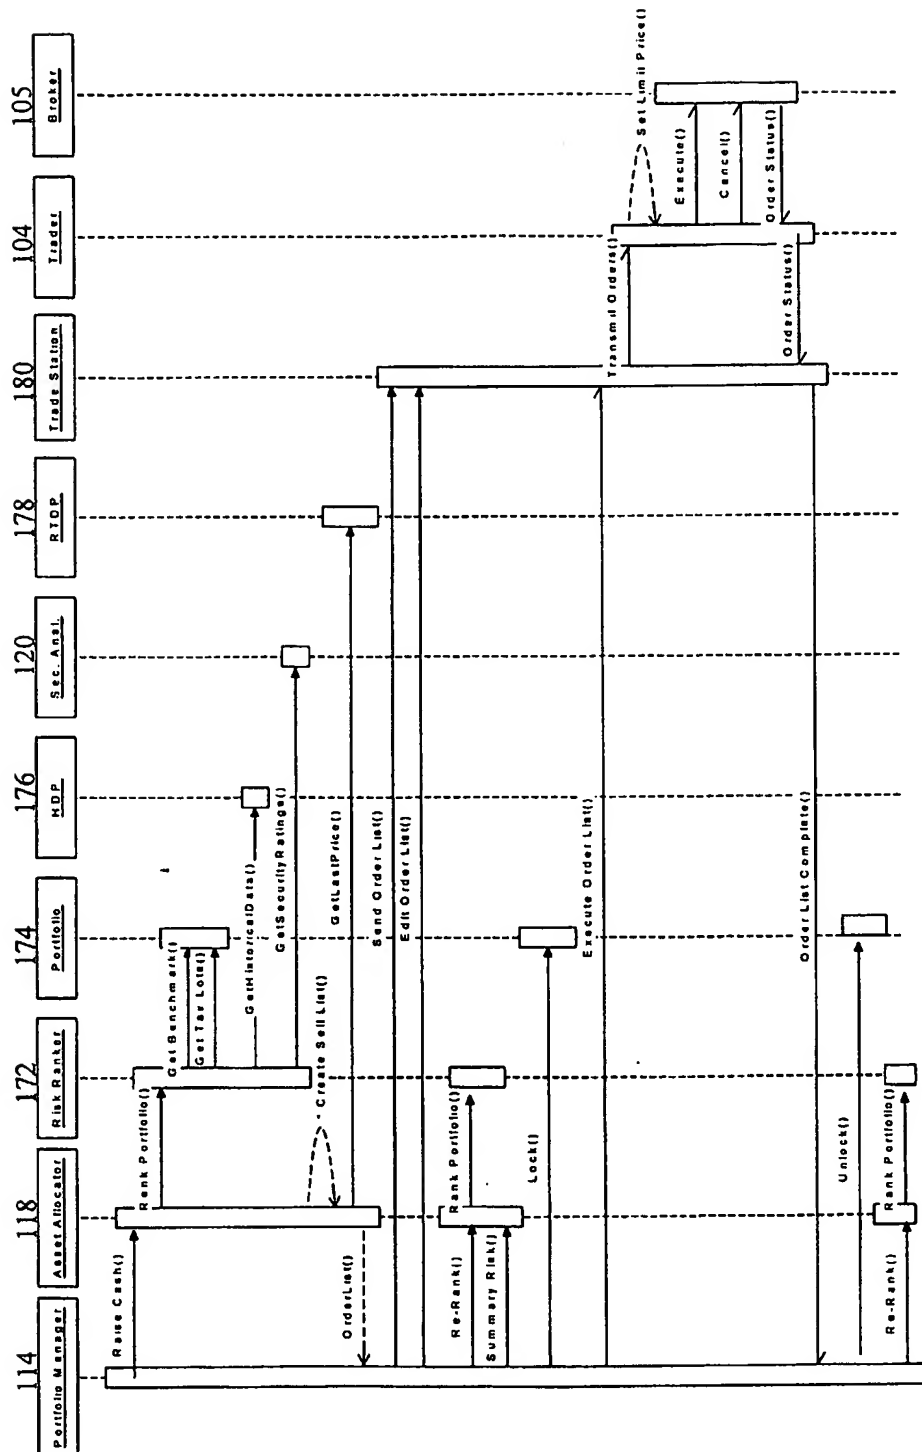 114
Portfolio Manager
118
Asset Allocator
172
Risk Ranker
174
Portfolio
176
HDP
120
Sec. Anal.
178
RTDP
180
Trade Station
104
Trader
105
Broker
Raise Cash()
Rank Portfolio()
Get Benchmark()
Get Tax Lots()
GetHistoricalData()
GetSecurityRatings()
Create Sell List()
GetLastPrice()
OrderList()
Send Order List()
Edit Order List()
Re-Rank()
Rank Portfolio()
Summary Risk()
Lock()
Execute Order List()
Transmit Orders()
Set Limit Price()
Execute()
Cancel()
Order Status()
Order Status()
Order List Complete()
Unlock()
Re-Rank()
Rank Portfolio()